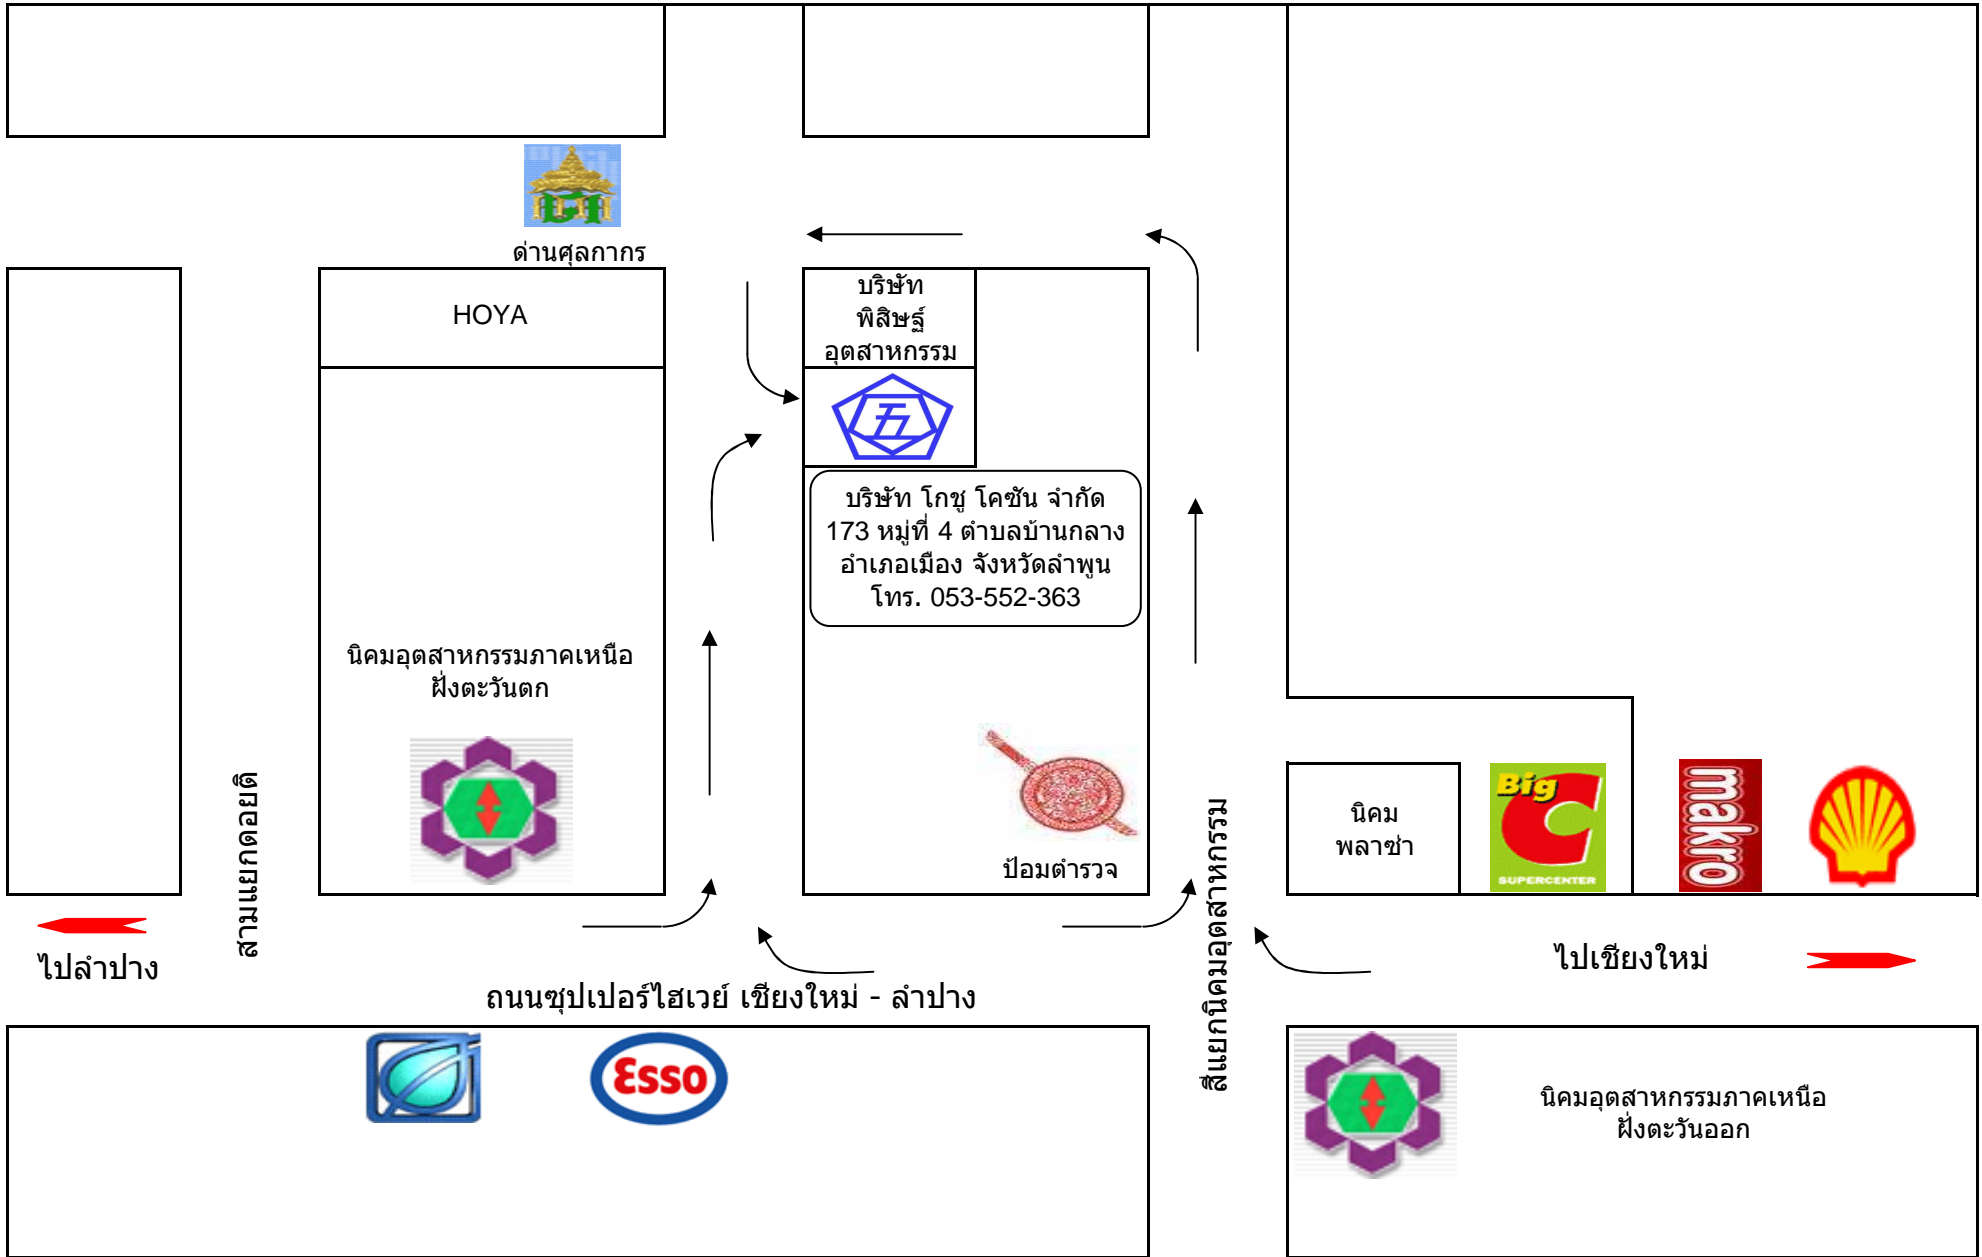 ด่านศุลกากร
HOYA
บริษัท
พิสิษฐ์
อุตสาหกรรม
บริษัท โกชู โคซัน จำกัด
173 หมู่ที่ 4 ตำบลบ้านกลาง
อำเภอเมือง จังหวัดลำพูน
โทร. 053-552-363
นิคมอุตสาหกรรมภาคเหนือ
ฝั่งตะวันตก
ป้อมตำรวจ
นิคม
พลาซ่า
Big
C
SUPERCENTER
makro
สามแยกดอยติ
สี่แยกนิคมอุตสาหกรรม
ไปลำปาง
ไปเชียงใหม่
ถนนซุปเปอร์ไฮเวย์ เชียงใหม่ - ลำปาง
Esso
นิคมอุตสาหกรรมภาคเหนือ
ฝั่งตะวันออก